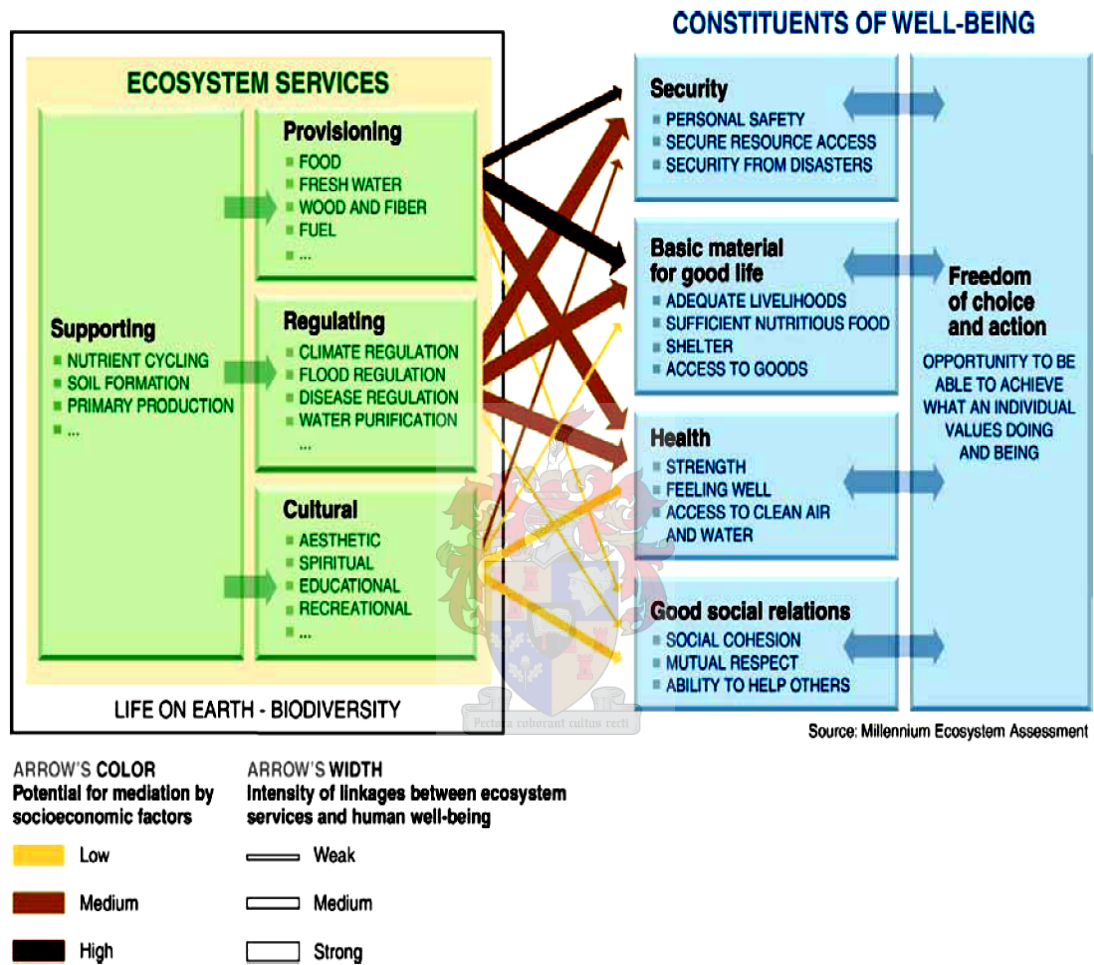 CONSTITUENTS OF WELL-BEING
ECOSYSTEM SERVICES
Supporting
NUTRIENT CYCLING
SOIL FORMATION
PRIMARY PRODUCTION
...
Provisioning
FOOD
FRESH WATER
WOOD AND FIBER
FUEL
...
Regulating
CLIMATE REGULATION
FLOOD REGULATION
DISEASE REGULATION
WATER PURIFICATION
...
Cultural
AESTHETIC
SPIRITUAL
EDUCATIONAL
RECREATIONAL
...
LIFE ON EARTH - BIODIVERSITY
Security
PERSONAL SAFETY
SECURE RESOURCE ACCESS
SECURITY FROM DISASTERS
Basic material
for good life
ADEQUATE LIVELIHOODS
SUFFICIENT NUTRITIOUS FOOD
SHELTER
ACCESS TO GOODS
Health
STRENGTH
FEELING WELL
ACCESS TO CLEAN AIR
AND WATER
Good social relations
SOCIAL COHESION
MUTUAL RESPECT
ABILITY TO HELP OTHERS
Freedom
of choice
and action
OPPORTUNITY TO BE
ABLE TO ACHIEVE
WHAT AN INDIVIDUAL
VALUES DOING
AND BEING
Pectora roborant cultus recti
Source: Millennium Ecosystem Assessment
ARROW'S COLOR
Potential for mediation by
socioeconomic factors
Low
Medium
High
ARROW'S WIDTH
Intensity of linkages between ecosystem
services and human well-being
Weak
Medium
Strong